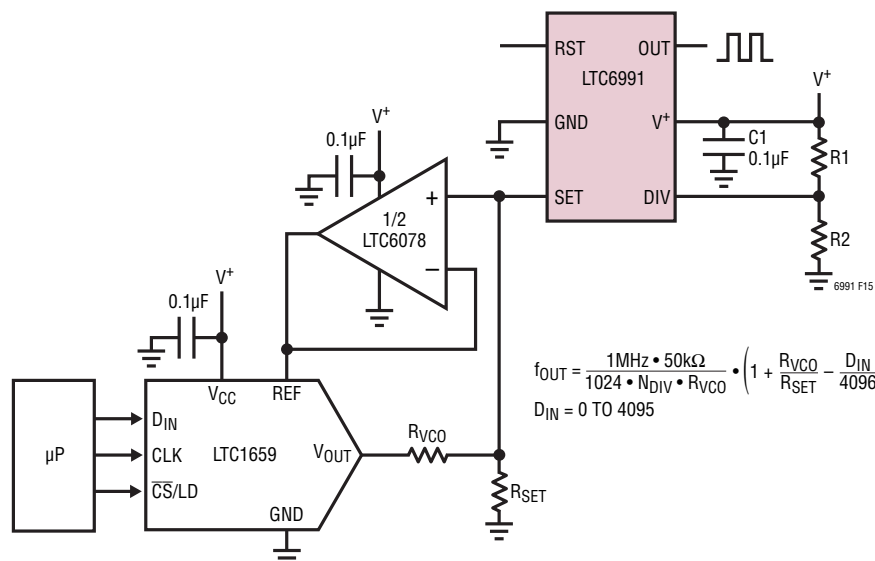 RST
OUT
LTC6991
GND
V+
SET
DIV
V+
C1
0.1µF
R1
R2
6991 F15
V+
0.1µF
+
1/2
LTC6078
−
V+
0.1µF
VCC
REF
µP
DIN
CLK
CS/LD
LTC1659
VOUT
GND
RVCO
RSET
fOUT = 1MHz • 50kΩ / 1024 • NDIV • RVCO • (1 + RVCO / RSET − DIN / 4096
DIN = 0 TO 4095